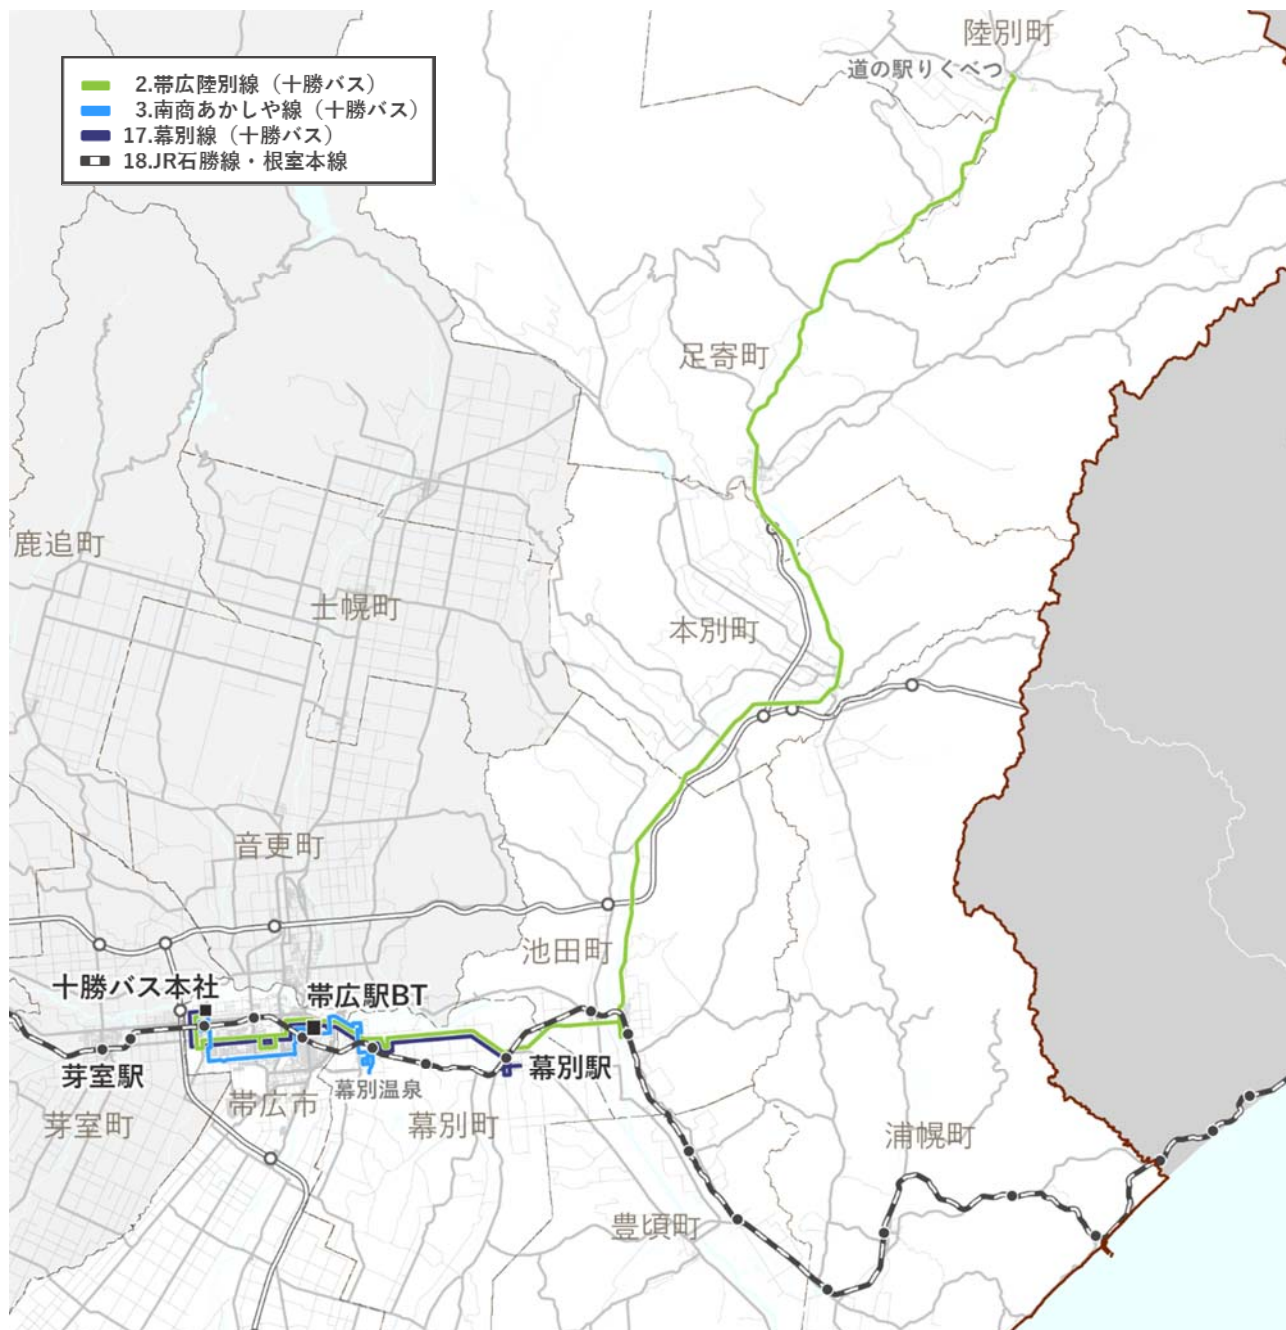 陸別町
道の駅りくべつ
2.帯広陸別線（十勝バス）
3.南商あかしや線（十勝バス）
17.幕別線（十勝バス）
18.JR石勝線・根室本線
足寄町
鹿追町
士幌町
本別町
音更町
池田町
十勝バス本社
帯広駅BT
芽室駅
幕別駅
幕別温泉
帯広市
芽室町
幕別町
浦幌町
豊頃町